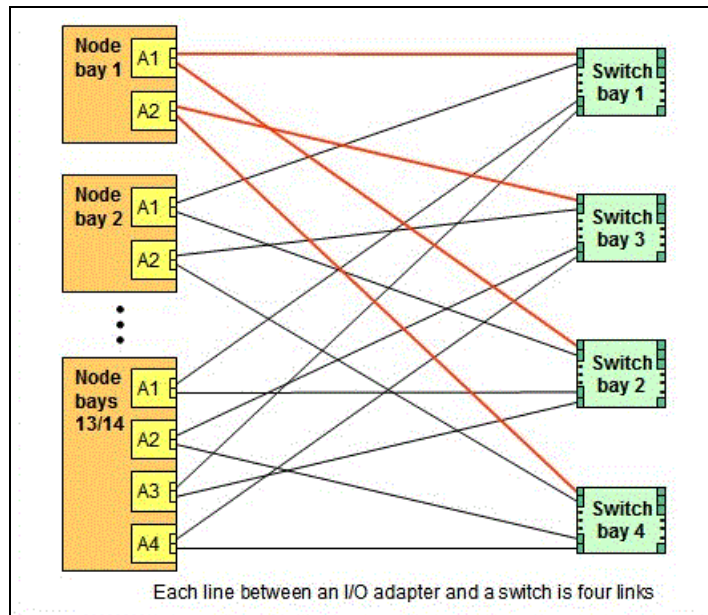 Node
bay 1
A1
A2
Node
bay 2
A1
A2
Node
bays
13/14
A1
A2
A3
A4
Switch
bay 1
Switch
bay 3
Switch
bay 2
Switch
bay 4
Each line between an I/O adapter and a switch is four links